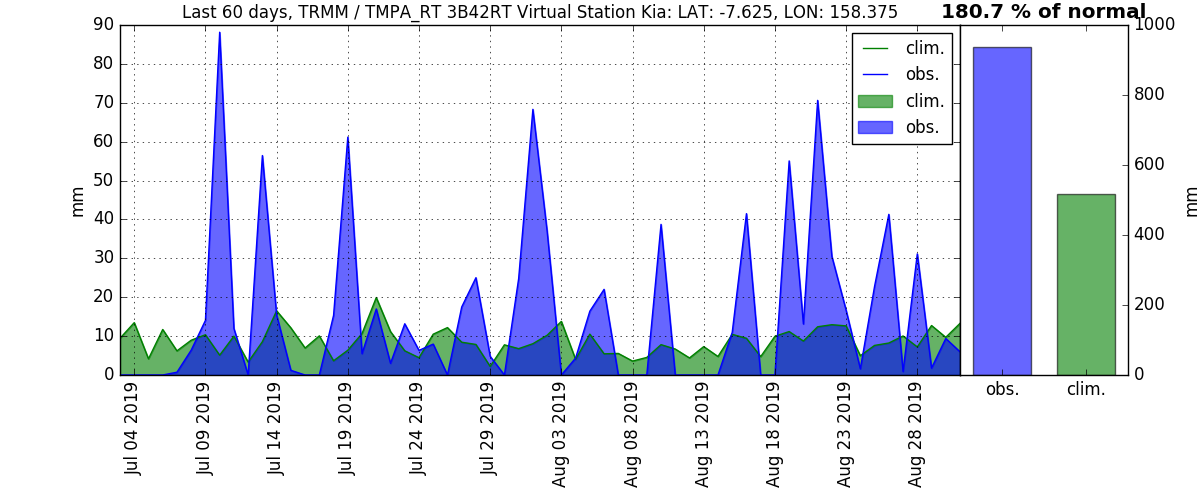 Last 60 days, TRMM / TMPA_RT 3B42RT Virtual Station Kia: LAT: -7.625, LON: 158.375
180.7 % of normal
90
80
70
60
50
40
30
20
10
0
mm
clim.
obs.
clim.
obs.
Jul 04 2019
Jul 09 2019
Jul 14 2019
Jul 19 2019
Jul 24 2019
Jul 29 2019
Aug 03 2019
Aug 08 2019
Aug 13 2019
Aug 18 2019
Aug 23 2019
Aug 28 2019
1000
800
600
400
200
0
mm
obs.
clim.